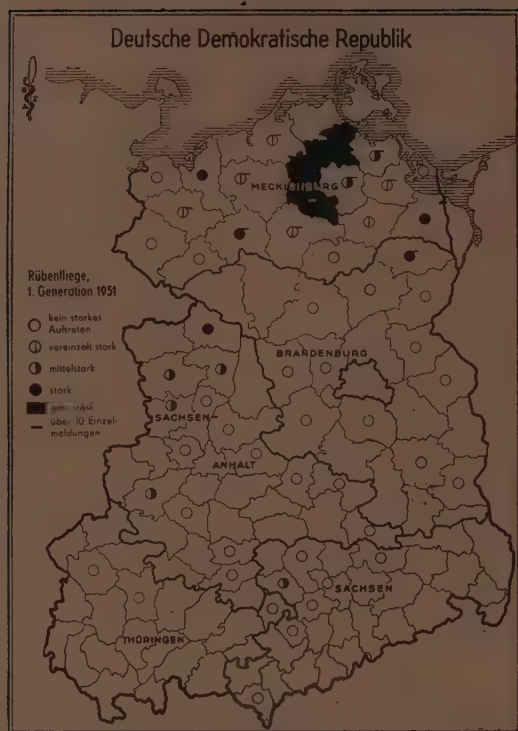 Deutsche Demokratische Republik
MECKLENBURG
Rübenfliege,
1. Generation 1951
kein starkes
Auftreten
vereinzelt stark
mittelstark
stark
über 10 Einzel-
meldungen
BRANDENBURG
SACHSEN-
ANHALT
SACHSEN
THÜRINGEN